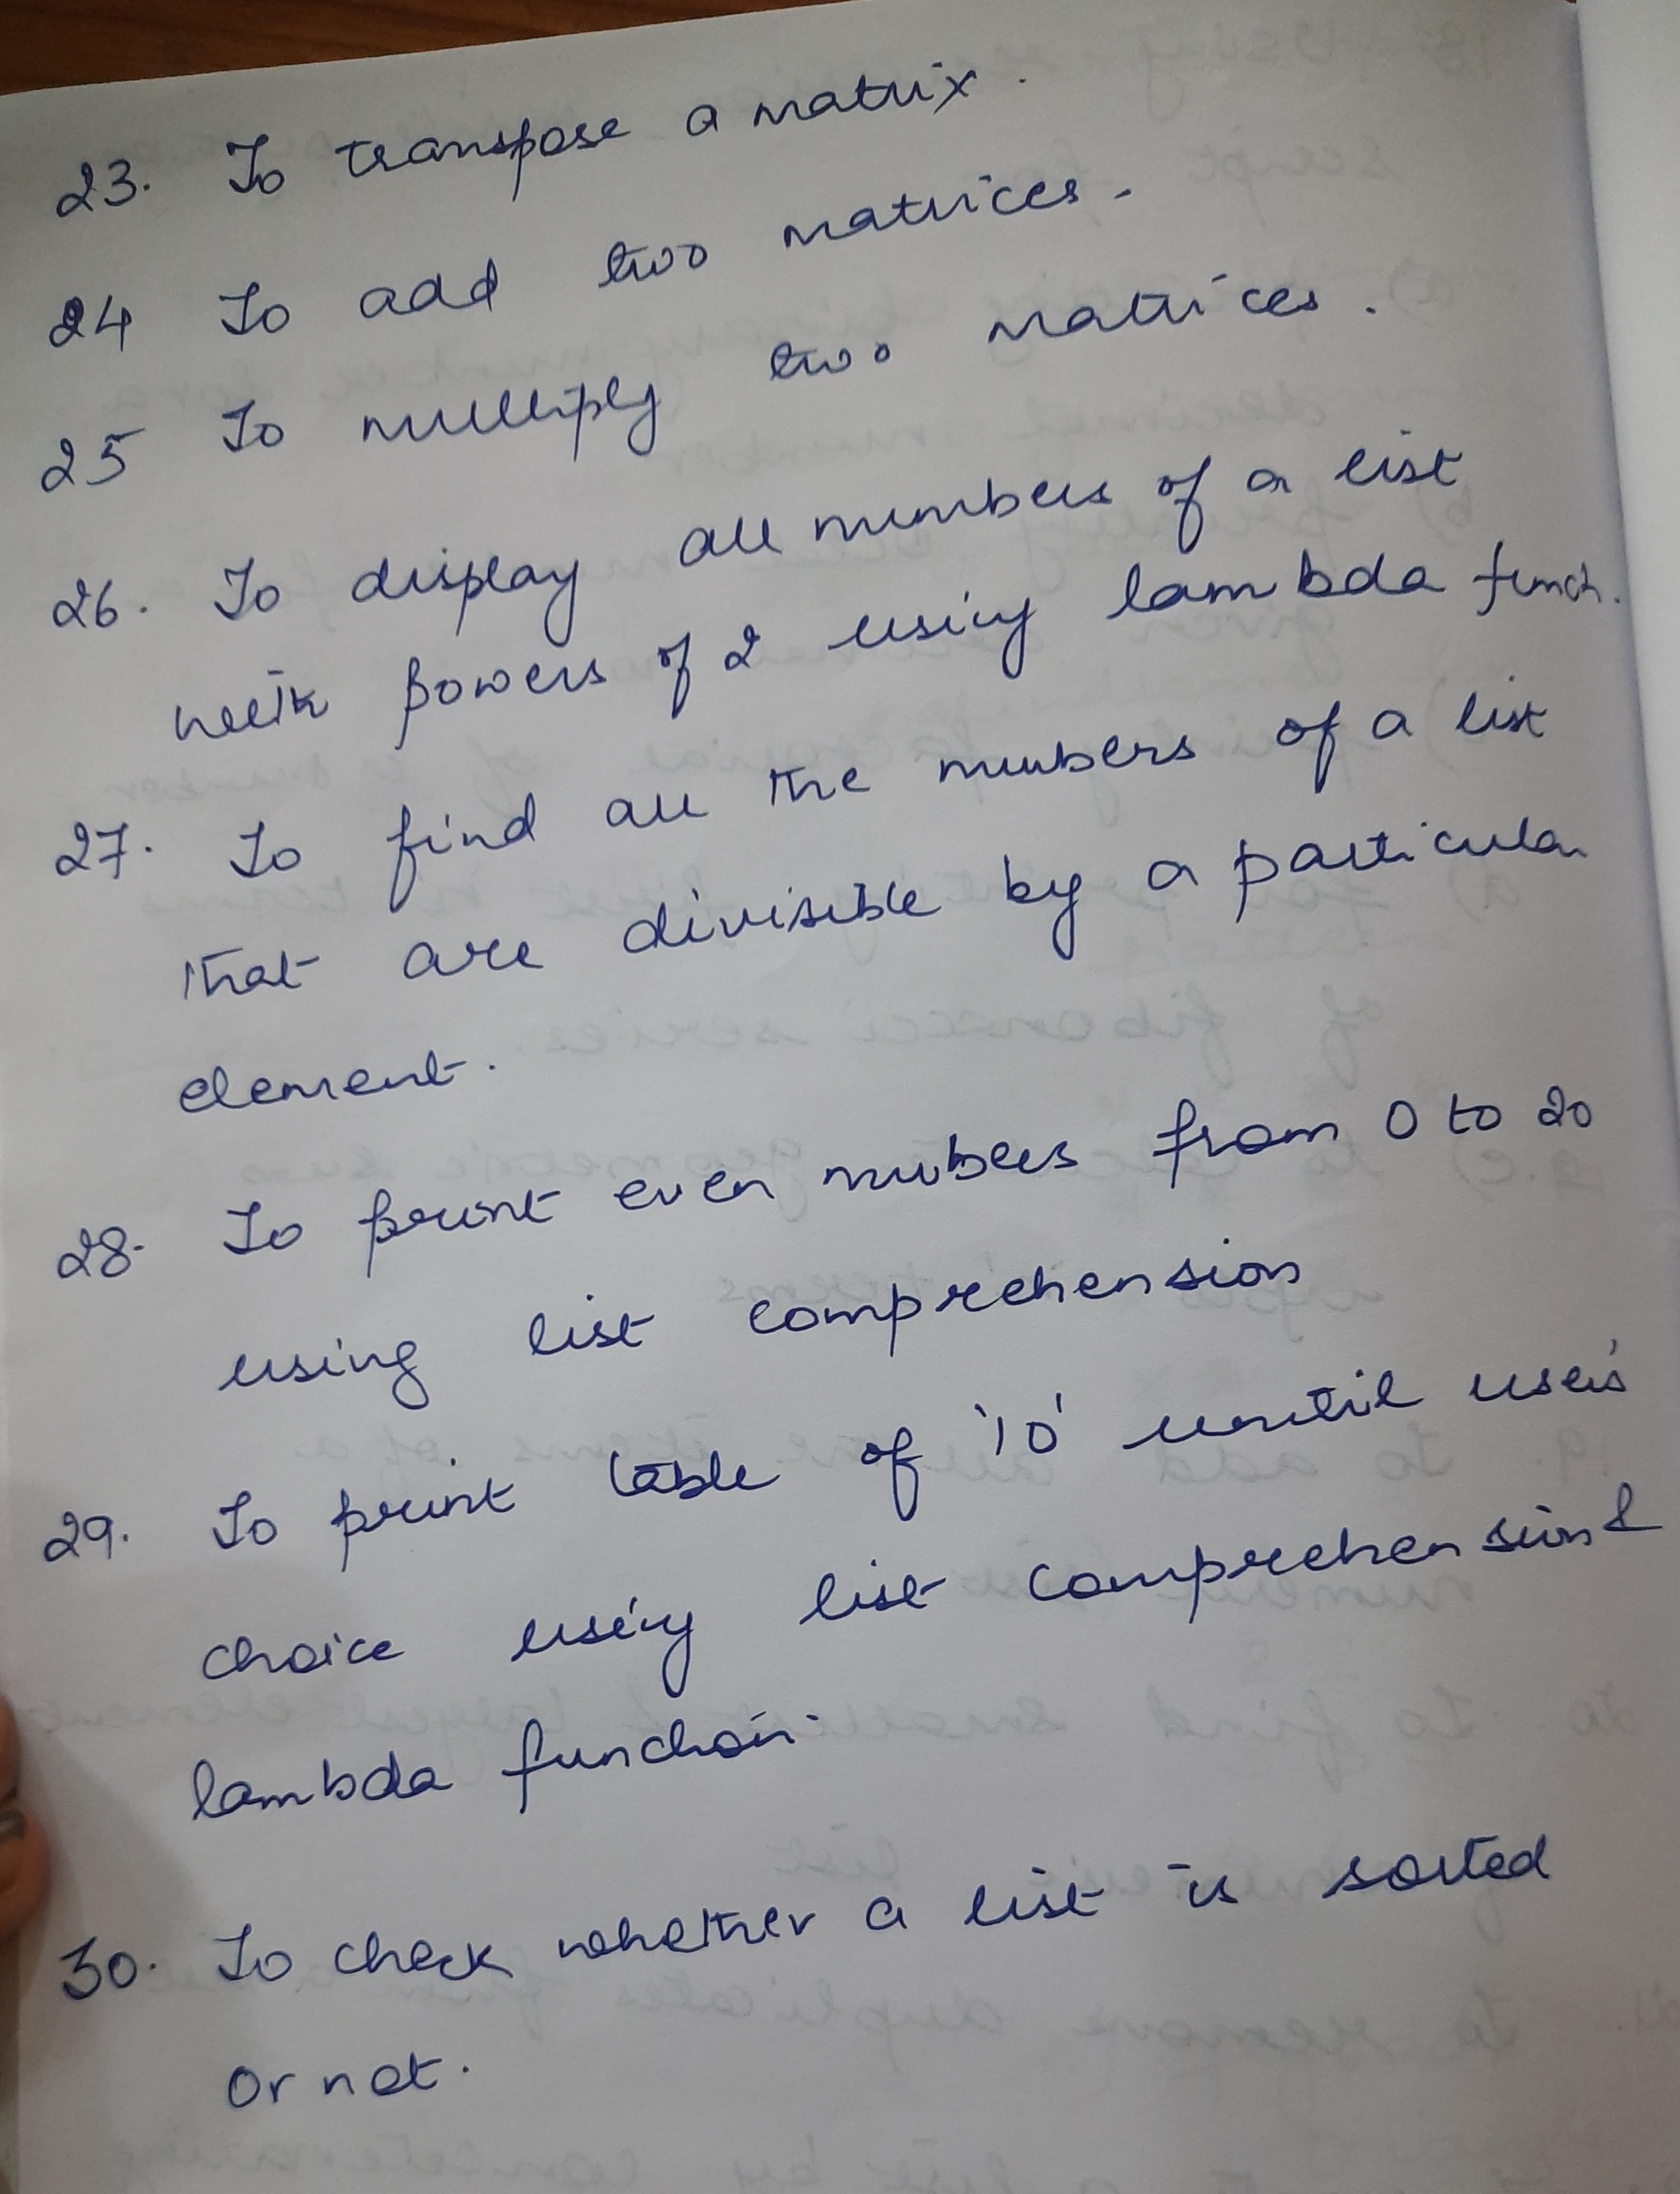 23. To transpose a matrix.
24 To add two matrices.
25 To multiply two matrices.
26. To display all numbers of a list
with powers of 2 using lambda funcn.
27. To find all the numbers of a list
that are divisible by a particular
element.
28. To print even nubers from 0 to 20
using list comprehension
29. To print table of '10' until user's
choice using list comprehension &
lambda function.
30. To check whether a list is sorted
or not.